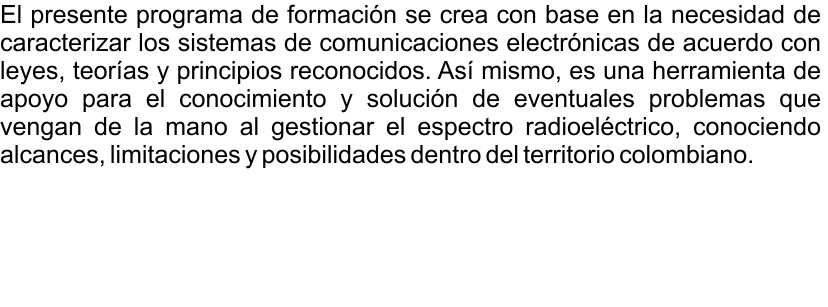 El presente programa de formación se crea con base en la necesidad de
caracterizar los sistemas de comunicaciones electrónicas de acuerdo con
leyes, teorías y principios reconocidos. Así mismo, es una herramienta de
apoyo para el conocimiento y solución de eventuales problemas que
vengan de la mano al gestionar el espectro radioeléctrico, conociendo
alcances, limitaciones y posibilidades dentro del territorio colombiano.